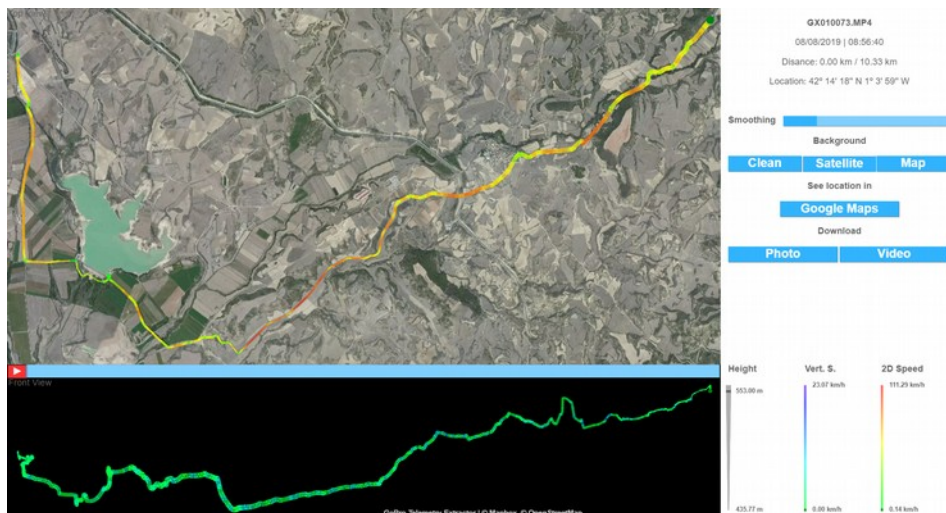 GX010073.MP4
08/08/2019 | 08:56:40
Disance: 0.00 km / 10.33 km
Location: 42º 14' 18" N 1º 3' 59" W
Smoothing
Background
Clean Satellite Map
See location in
Google Maps
Download
Photo Video
Front View
Height Vert. S. 2D Speed
553.00 m 23.07 km/h 111.29 km/h
435.77 m 0.00 km/h 0.14 km/h
GoPro Telemetry Extractor | © Mapbox, © OpenStreetMap